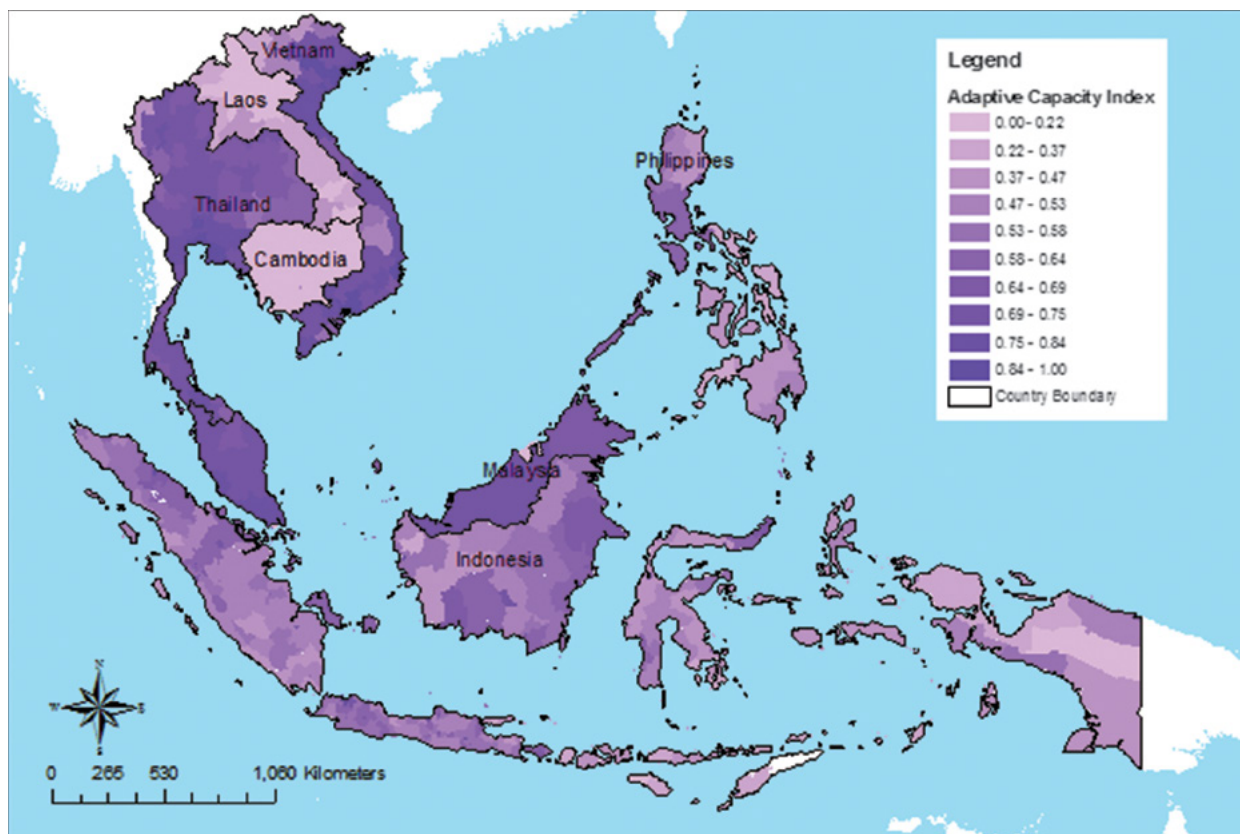 Vietnam
Laos
Thailand
Cambodia
Philippines
Malaysia
Indonesia
Legend
Adaptive Capacity Index
0.00 - 0.22
0.22 - 0.37
0.37 - 0.47
0.47 - 0.53
0.53 - 0.58
0.58 - 0.64
0.64 - 0.69
0.69 - 0.75
0.75 - 0.84
0.84 - 1.00
Country Boundary
N
W E
S
0 265 530 1,060 Kilometers